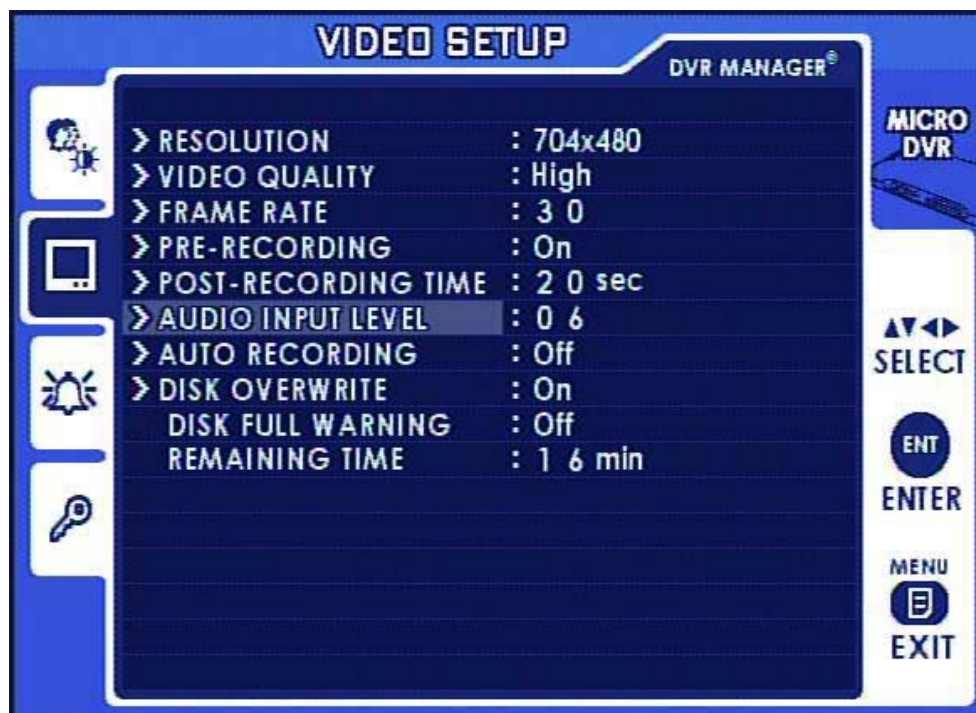 VIDEO SETUP
DVR MANAGER®
MICRO
DVR
> RESOLUTION : 704x480
> VIDEO QUALITY : High
> FRAME RATE : 3 0
> PRE-RECORDING : On
> POST-RECORDING TIME : 2 0 sec
> AUDIO INPUT LEVEL : 0 6
> AUTO RECORDING : Off
> DISK OVERWRITE : On
DISK FULL WARNING : Off
REMAINING TIME : 1 6 min
▲▼◀▶
SELECT
ENT
ENTER
MENU
EXIT